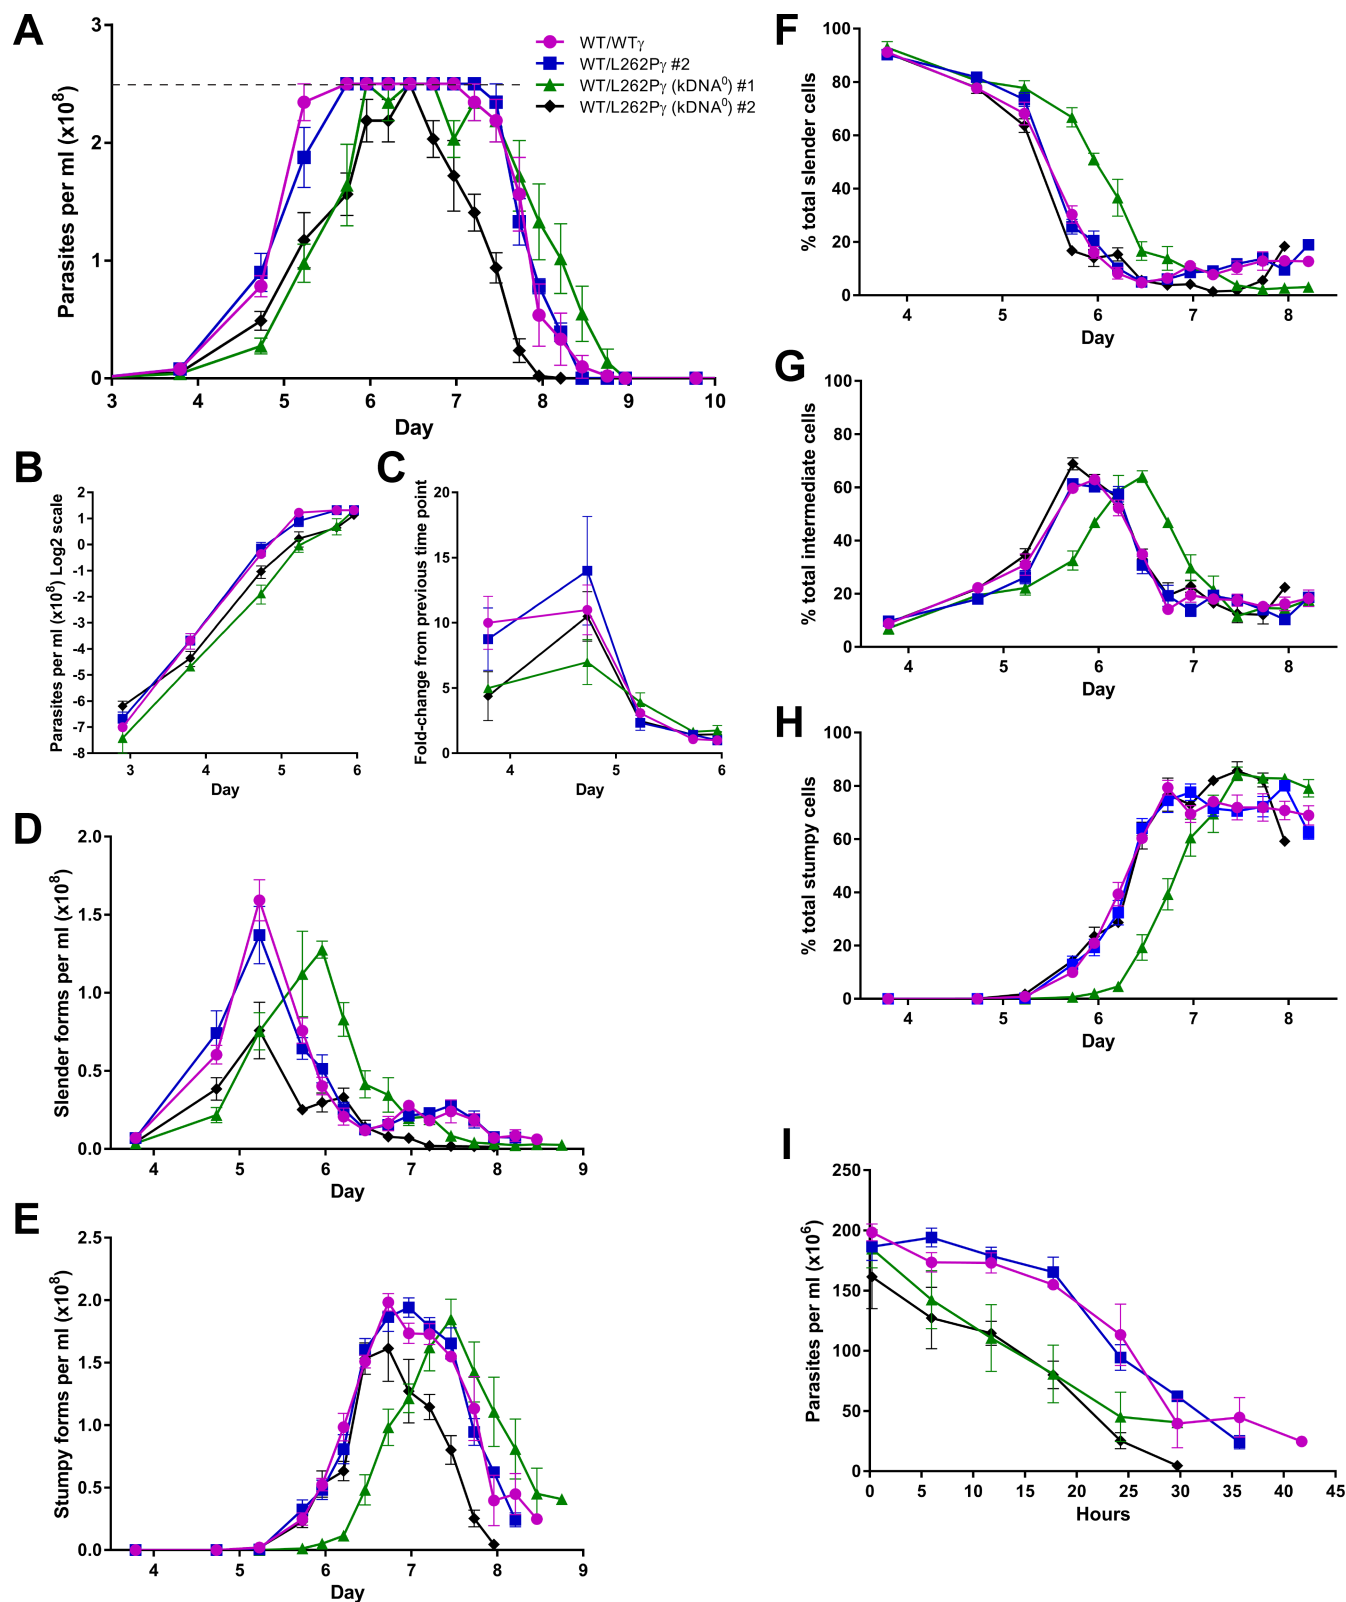 A
Parasites per ml (x10⁸)
3
2
1
0
3 4 5 6 7 8 9 10
Day
WT/WTγ
WT/L262Pγ #2
WT/L262Pγ (kDNA⁰) #1
WT/L262Pγ (kDNA⁰) #2
B
Parasites per ml (x10⁸) Log2 scale
2
1
0
-1
-2
-3
-4
-5
-6
-7
-8
3 4 5 6
Day
C
Fold-change from previous time point
20
15
10
5
0
4 5 6
Day
D
Slender forms per ml (x10⁸)
2.0
1.5
1.0
0.5
0.0
4 5 6 7 8 9
Day
E
Stumpy forms per ml (x10⁸)
2.5
2.0
1.5
1.0
0.5
0.0
4 5 6 7 8 9
Day
F
% total slender cells
100
80
60
40
20
0
4 5 6 7 8
Day
G
% total intermediate cells
100
80
60
40
20
0
4 5 6 7 8
Day
H
% total stumpy cells
100
80
60
40
20
0
4 5 6 7 8
Day
I
Parasites per ml (x10⁶)
250
200
150
100
50
0
0 5 10 15 20 25 30 35 40 45
Hours